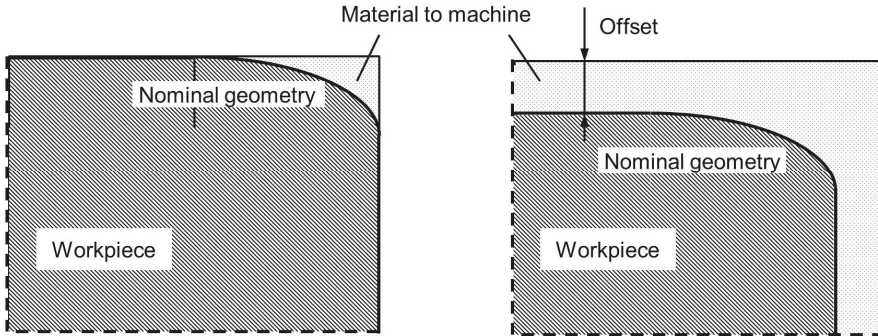 Material to machine
Offset
Nominal geometry
Nominal geometry
Workpiece
Workpiece